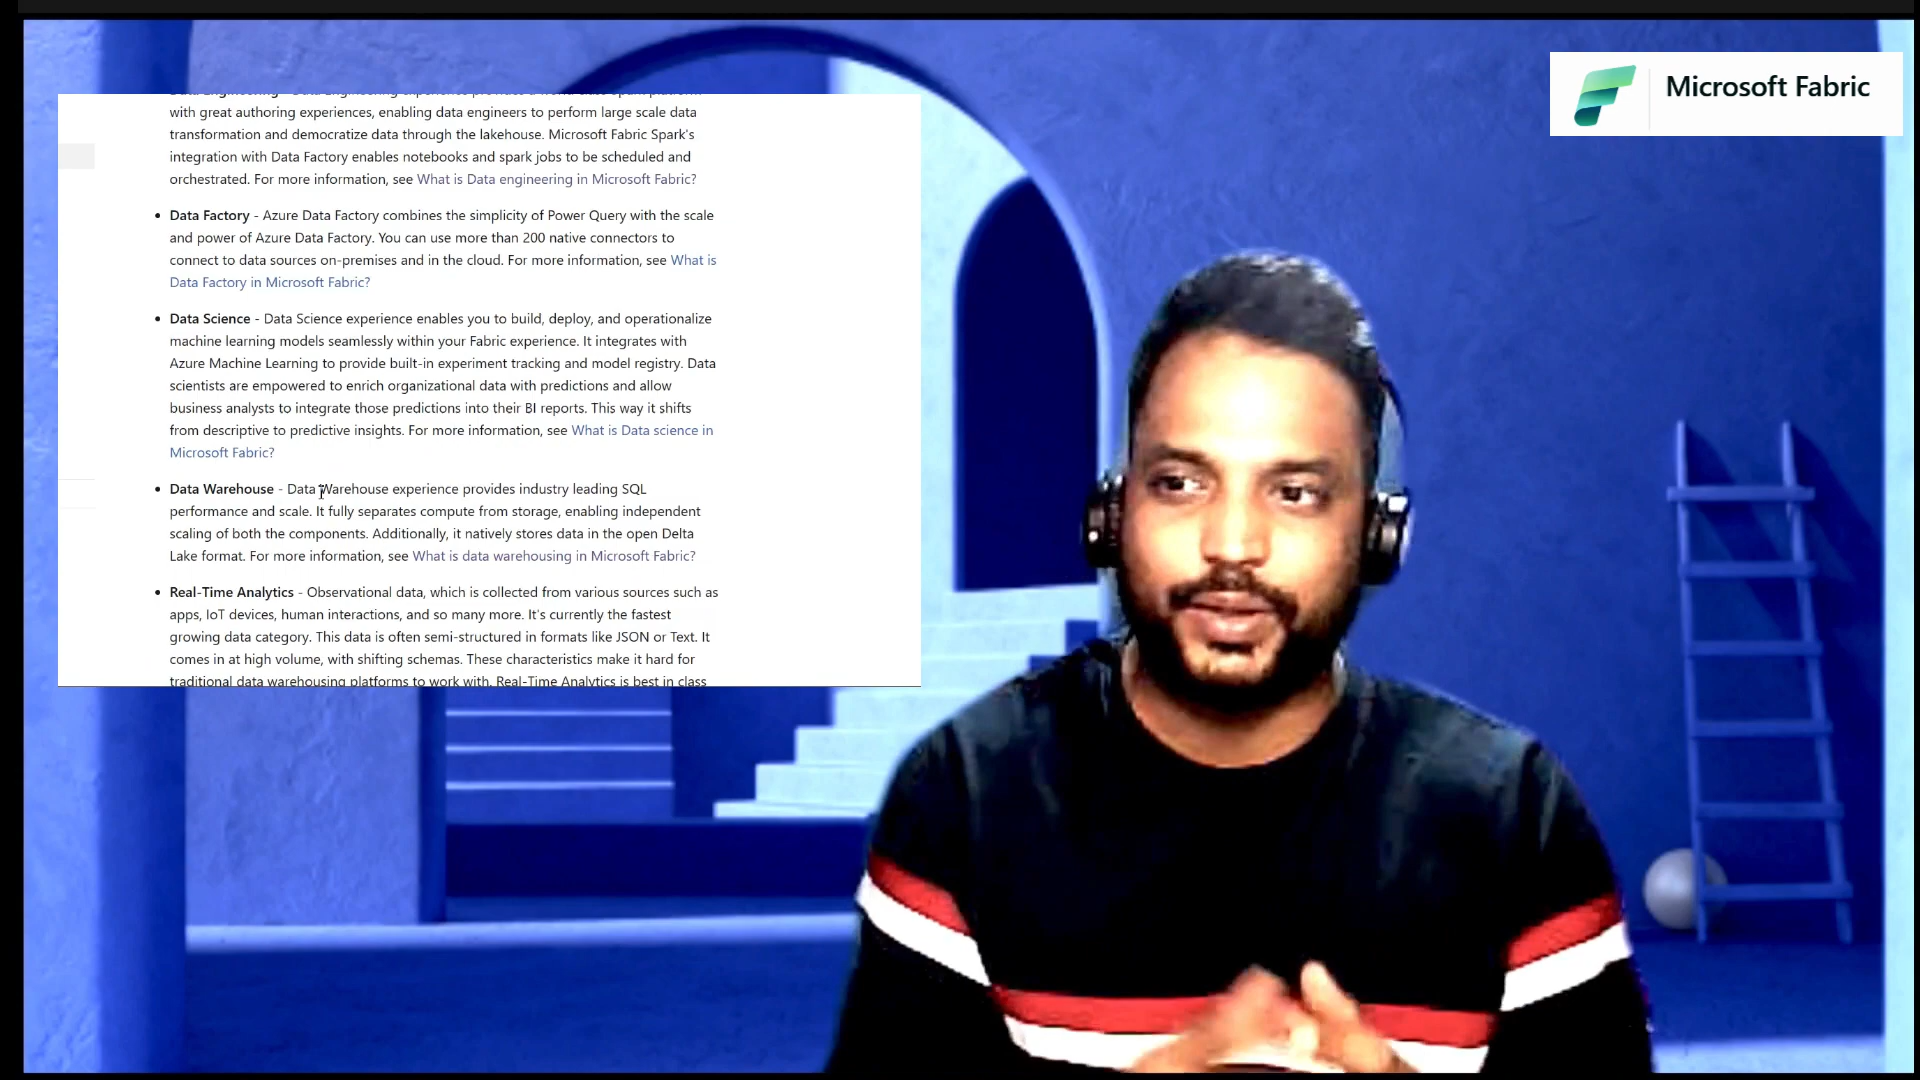 with great authoring experiences, enabling data engineers to perform large scale data
transformation and democratize data through the lakehouse. Microsoft Fabric Spark's
integration with Data Factory enables notebooks and spark jobs to be scheduled and
orchestrated. For more information, see What is Data engineering in Microsoft Fabric?
• Data Factory - Azure Data Factory combines the simplicity of Power Query with the scale
and power of Azure Data Factory. You can use more than 200 native connectors to
connect to data sources on-premises and in the cloud. For more information, see What is
Data Factory in Microsoft Fabric?
• Data Science - Data Science experience enables you to build, deploy, and operationalize
machine learning models seamlessly within your Fabric experience. It integrates with
Azure Machine Learning to provide built-in experiment tracking and model registry. Data
scientists are empowered to enrich organizational data with predictions and allow
business analysts to integrate those predictions into their BI reports. This way it shifts
from descriptive to predictive insights. For more information, see What is Data science in
Microsoft Fabric?
• Data Warehouse - Data Warehouse experience provides industry leading SQL
performance and scale. It fully separates compute from storage, enabling independent
scaling of both the components. Additionally, it natively stores data in the open Delta
Lake format. For more information, see What is data warehousing in Microsoft Fabric?
• Real-Time Analytics - Observational data, which is collected from various sources such as
apps, IoT devices, human interactions, and so many more. It's currently the fastest
growing data category. This data is often semi-structured in formats like JSON or Text. It
comes in at high volume, with shifting schemas. These characteristics make it hard for
traditional data warehousing platforms to work with. Real-Time Analytics is best in class
Microsoft Fabric